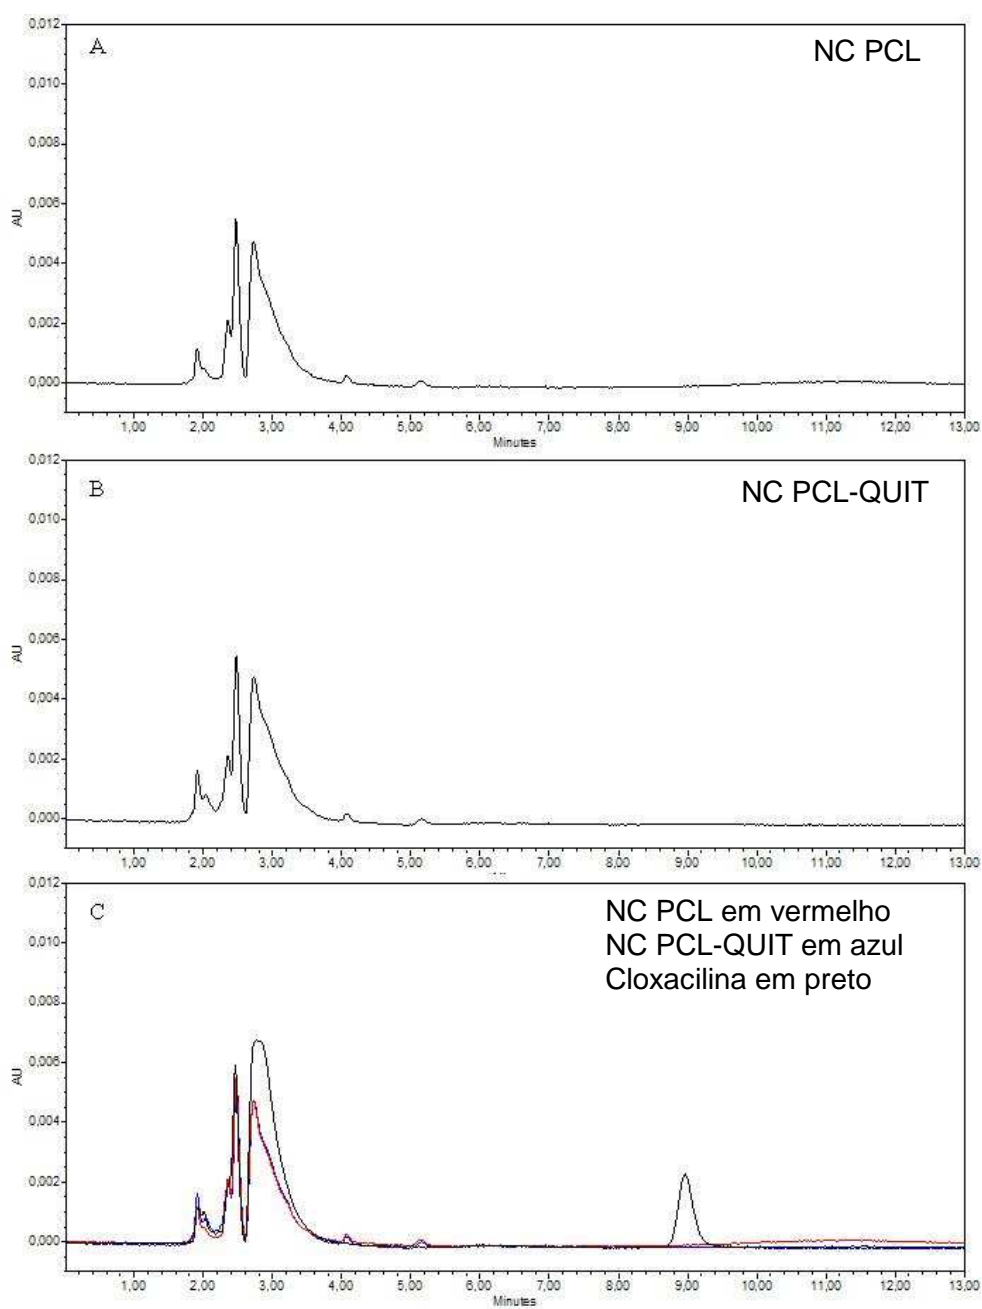 A
NC PCL
AU
0,012
0,010
0,008
0,006
0,004
0,002
0,000
1,00 2,00 3,00 4,00 5,00 6,00 7,00 8,00 9,00 10,00 11,00 12,00 13,00
Minutes
B
NC PCL-QUIT
AU
0,012
0,010
0,008
0,006
0,004
0,002
0,000
1,00 2,00 3,00 4,00 5,00 6,00 7,00 8,00 9,00 10,00 11,00 12,00 13,00
C
NC PCL em vermelho
NC PCL-QUIT em azul
Cloxacilina em preto
AU
0,012
0,010
0,008
0,006
0,004
0,002
0,000
1,00 2,00 3,00 4,00 5,00 6,00 7,00 8,00 9,00 10,00 11,00 12,00 13,00
Minutes